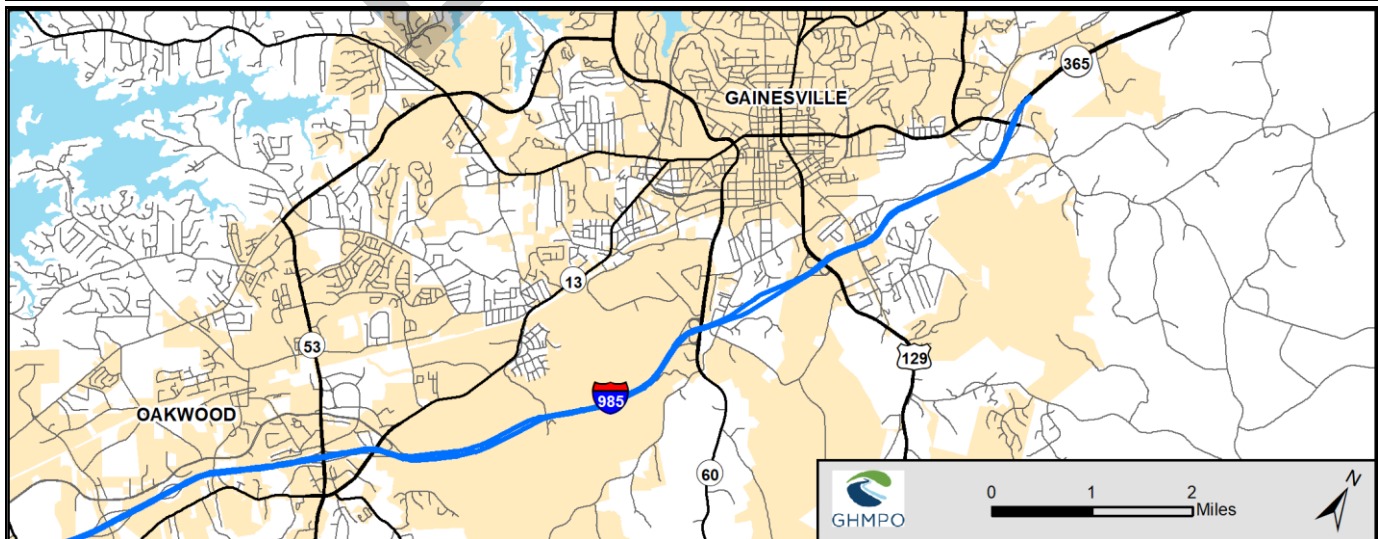 365
GAINESVILLE
13
53
129
985
OAKWOOD
60
GHMPO
0 1 2
Miles
N